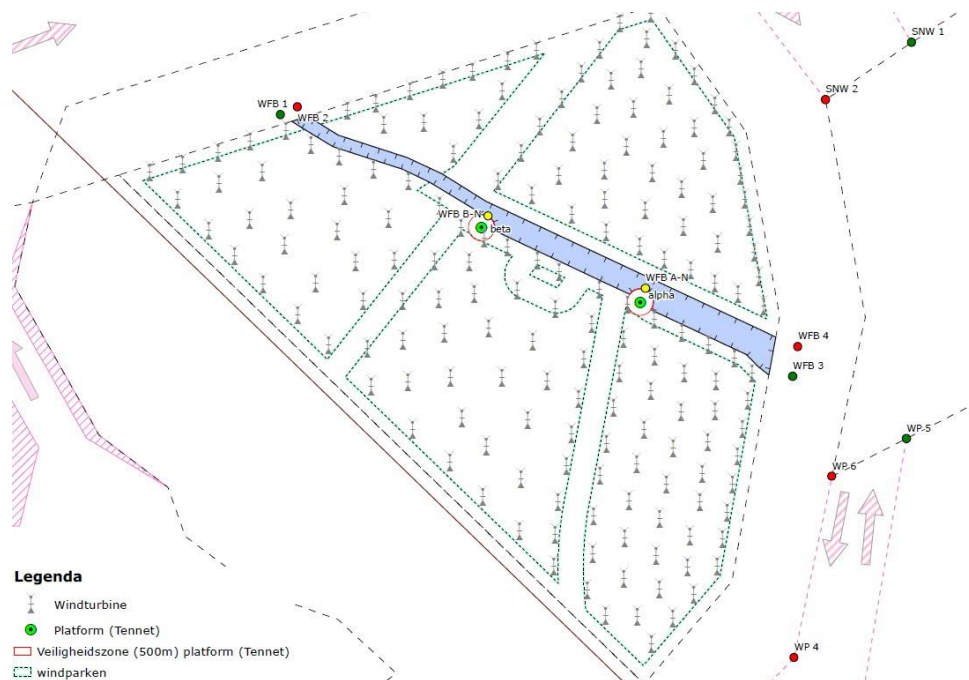 SNW 1
SNW 2
WFB 1
WFB 2
WFB B-N
beta
WFB A-N
alpha
WFB 4
WFB 3
WP-5
WP-6
WP 4
Legenda
Windturbine
Platform (Tennet)
Veiligheidszone (500m) platform (Tennet)
windparken